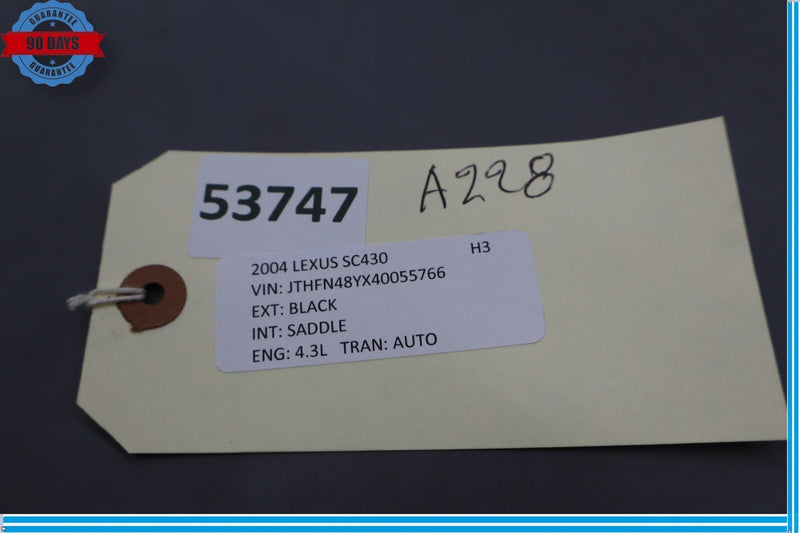 GUARANTEE
90 DAYS
GUARANTEE
53747
A228
2004 LEXUS SC430 H3
VIN: JTHFN48YX40055766
EXT: BLACK
INT: SADDLE
ENG: 4.3L TRAN: AUTO